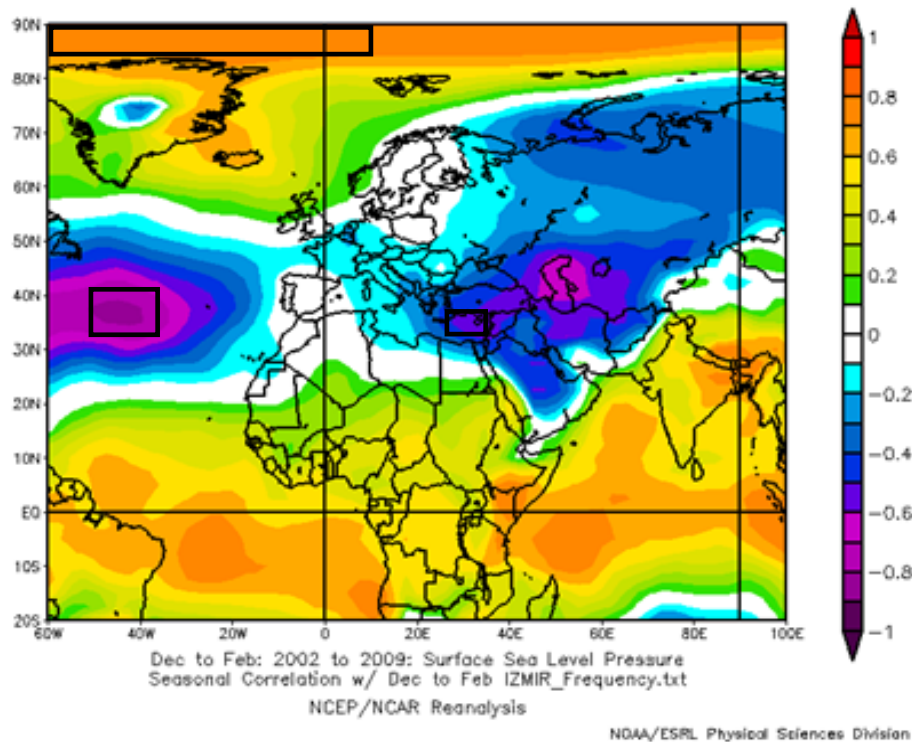 90N
80N
70N
60N
50N
40N
30N
20N
10N
EQ
10S
20S
60W 40W 20W 0 20E 40E 60E 80E 100E
1
0.8
0.6
0.4
0.2
0
−0.2
−0.4
−0.6
−0.8
−1
Dec to Feb: 2002 to 2009: Surface Sea Level Pressure
Seasonal Correlation w/ Dec to Feb IZMIR_Frequency.txt
NCEP/NCAR Reanalysis
NOAA/ESRL Physical Sciences Division